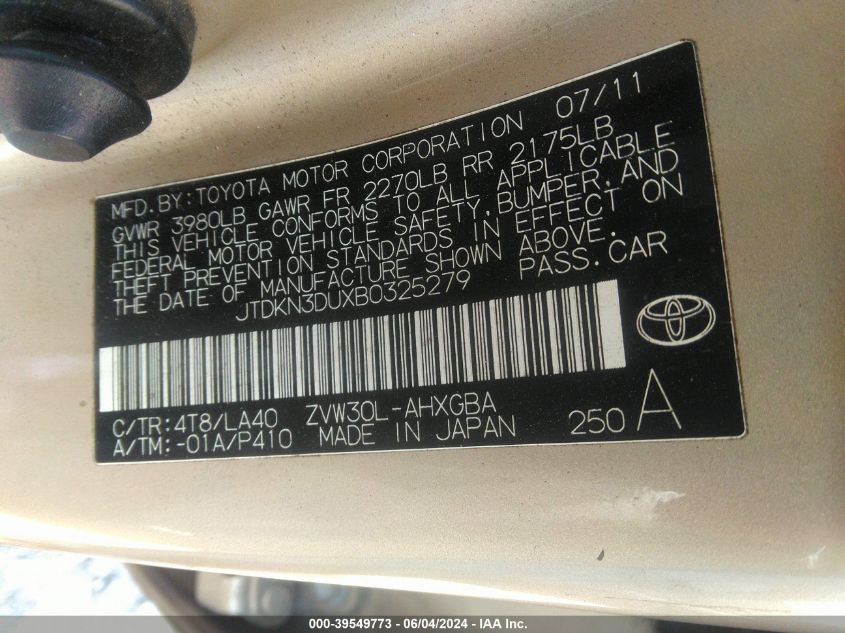 MFD.BY:TOYOTA MOTOR CORPORATION 07/11
GVWR 3980LB GAWR FR 2270LB RR 2175LB
THIS VEHICLE CONFORMS TO ALL APPLICABLE
FEDERAL MOTOR VEHICLE SAFETY,BUMPER,AND
THEFT PREVENTION STANDARDS IN EFFECT ON
THE DATE OF MANUFACTURE SHOWN ABOVE.
JTDKN3DUXB0325279 PASS.CAR
C/TR:4T8/LA40 ZVW30L-AHXGBA
A/TM:-01A/P410 MADE IN JAPAN 250 A
000-39549773 - 06/04/2024 - IAA Inc.